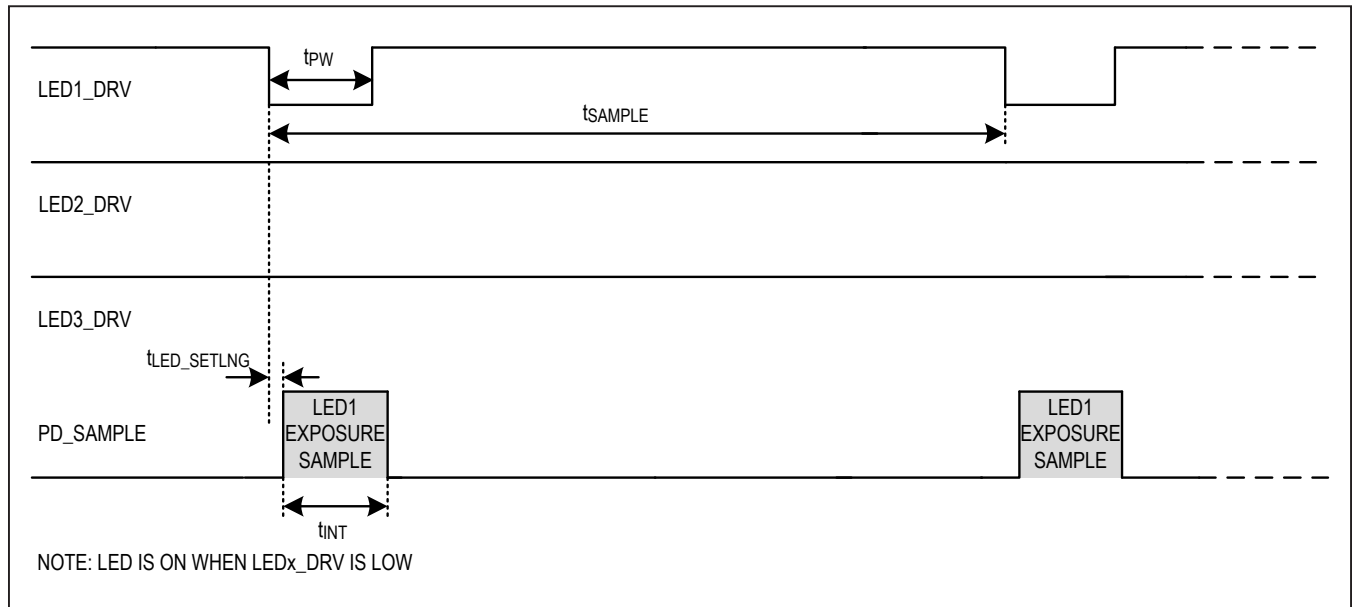 tPW
LED1_DRV
tSAMPLE
LED2_DRV
LED3_DRV
tLED_SETLNG
LED1
EXPOSURE
SAMPLE
LED1
EXPOSURE
SAMPLE
PD_SAMPLE
tINT
NOTE: LED IS ON WHEN LEDx_DRV IS LOW